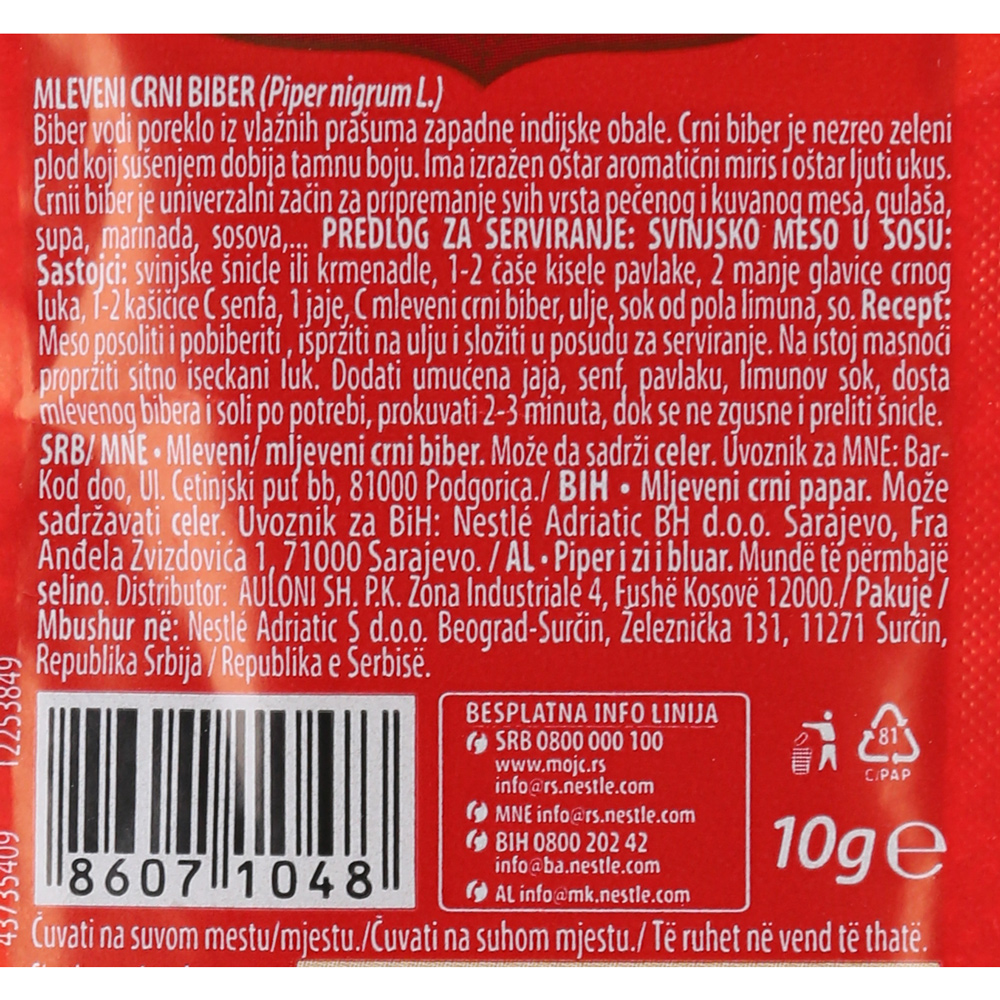 MLEVENI CRNI BIBER (Piper nigrum L.)
Biber vodi poreklo iz vlažnih prašuma zapadne indijske obale. Crni biber je nezreo zeleni
plod koji sušenjem dobija tamnu boju. Ima izražen oštar aromatični miris i oštar ljuti ukus.
Crnii biber je univerzalni začin za pripremanje svih vrsta pečenog i kuvanog mesa, gulaša,
supa, marinada, sosova,... PREDLOG ZA SERVIRANJE: SVINJSKO MESO U SOSU:
Sastojci: svinjske šnicle ili krmenadle, 1-2 čaše kisele pavlake, 2 manje glavice crnog
luka, 1-2 kašičice C senfa, 1 jaje, C mleveni crni biber, ulje, sok od pola limuna, so. Recept:
Meso posoliti i pobiberiti , ispržiti na ulju i složiti u posudu za serviranje. Na istoj masnoći
propržiti sitno iseckani luk. Dodati umućena jaja, senf, pavlaku, limunov sok, dosta
mlevenog bibera i soli po potrebi, prokuvati 2-3 minuta, dok se ne zgusne i preliti šnicle.
SRB/ MNE • Mleveni/ mljeveni crni biber. Može da sadrži celer. Uvoznik za MNE: Bar-
Kod doo, Ul. Cetinjski put bb, 81000 Podgorica./ BIH • Mljeveni crni papar. Može
sadržavati celer. Uvoznik za BiH: Nestlé Adriatic BH d.o.o. Sarajevo, Fra
Anđela Zvizdovića 1, 71000 Sarajevo. / AL • Piper i zi i bluar. Mundë të përmbajë
selino. Distributor: AULONI SH. P.K. Zona Industriale 4, Fushë Kosovë 12000./ Pakuje /
Mbushur në: Nestlé Adriatic S d.o.o. Beograd-Surčin, Železnička 131, 11271 Surčin,
Republika Srbija / Republika e Serbisë.
43735409 12253849
8607 1048
BESPLATNA INFO LINIJA
SRB 0800 000 100
www.mojc.rs
info@rs.nestle.com
MNE info@rs.nestle.com
BIH 0800 202 42
info@ba.nestle.com
AL info@mk.nestle.com
81
C/PAP
10g e
Čuvati na suvom mestu/mjestu./Čuvati na suhom mjestu./ Të ruhet në vend të thatë.